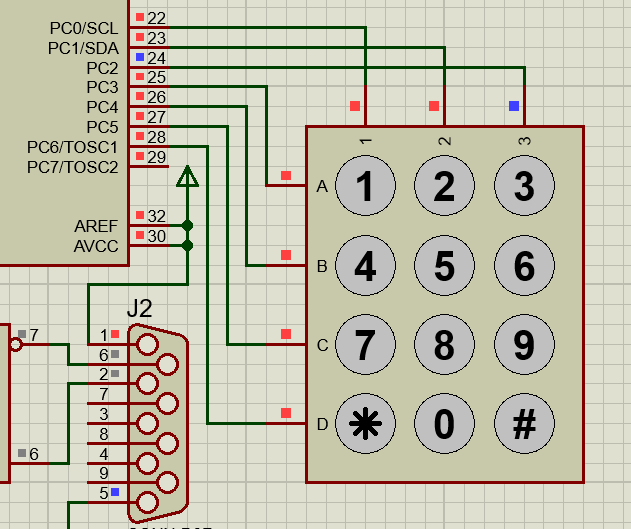 PC0/SCL 22
PC1/SDA 23
PC2 24
PC3 25
PC4 26
PC5 27
PC6/TOSC1 28
PC7/TOSC2 29
AREF 32
AVCC 30
1 2 3
A 1 2 3
B 4 5 6
C 7 8 9
D * 0 #
J2
7
6
1
6
2
7
3
8
4
9
5